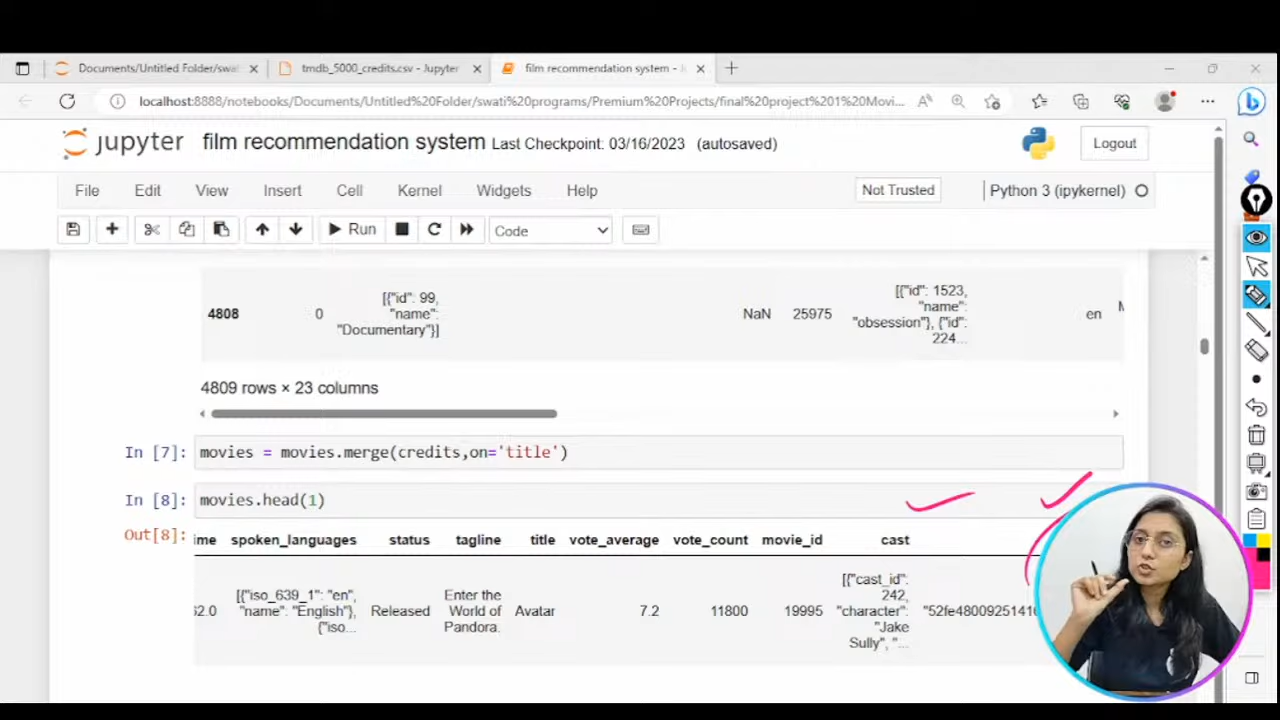 Documents/Untitled Folder/swat
tmdb_5000_credits.csv - Jupyter
film recommendation system -
localhost:8888/notebooks/Documents/Untitled%20Folder/swati%20programs/Premium%20Projects/final%20project%201%20Movi...
jupyter film recommendation system Last Checkpoint: 03/16/2023 (autosaved)
Logout
File Edit View Insert Cell Kernel Widgets Help
Not Trusted
Python 3 (ipykernel)
Run
Code
4808 0 [{"id": 99, "name": "Documentary"}] NaN 25975 [{"id": 1523, "name": "obsession"}, {"id": 224... en
4809 rows × 23 columns
In [7]: movies = movies.merge(credits,on='title')
In [8]: movies.head(1)
Out[8]:
ime spoken_languages status tagline title vote_average vote_count movie_id cast
2.0 [{"iso_639_1": "en", "name": "English"}, {"iso... Released Enter the World of Pandora. Avatar 7.2 11800 19995 [{"cast_id": 242, "character": "Jake Sully", "... "52fe48009251416